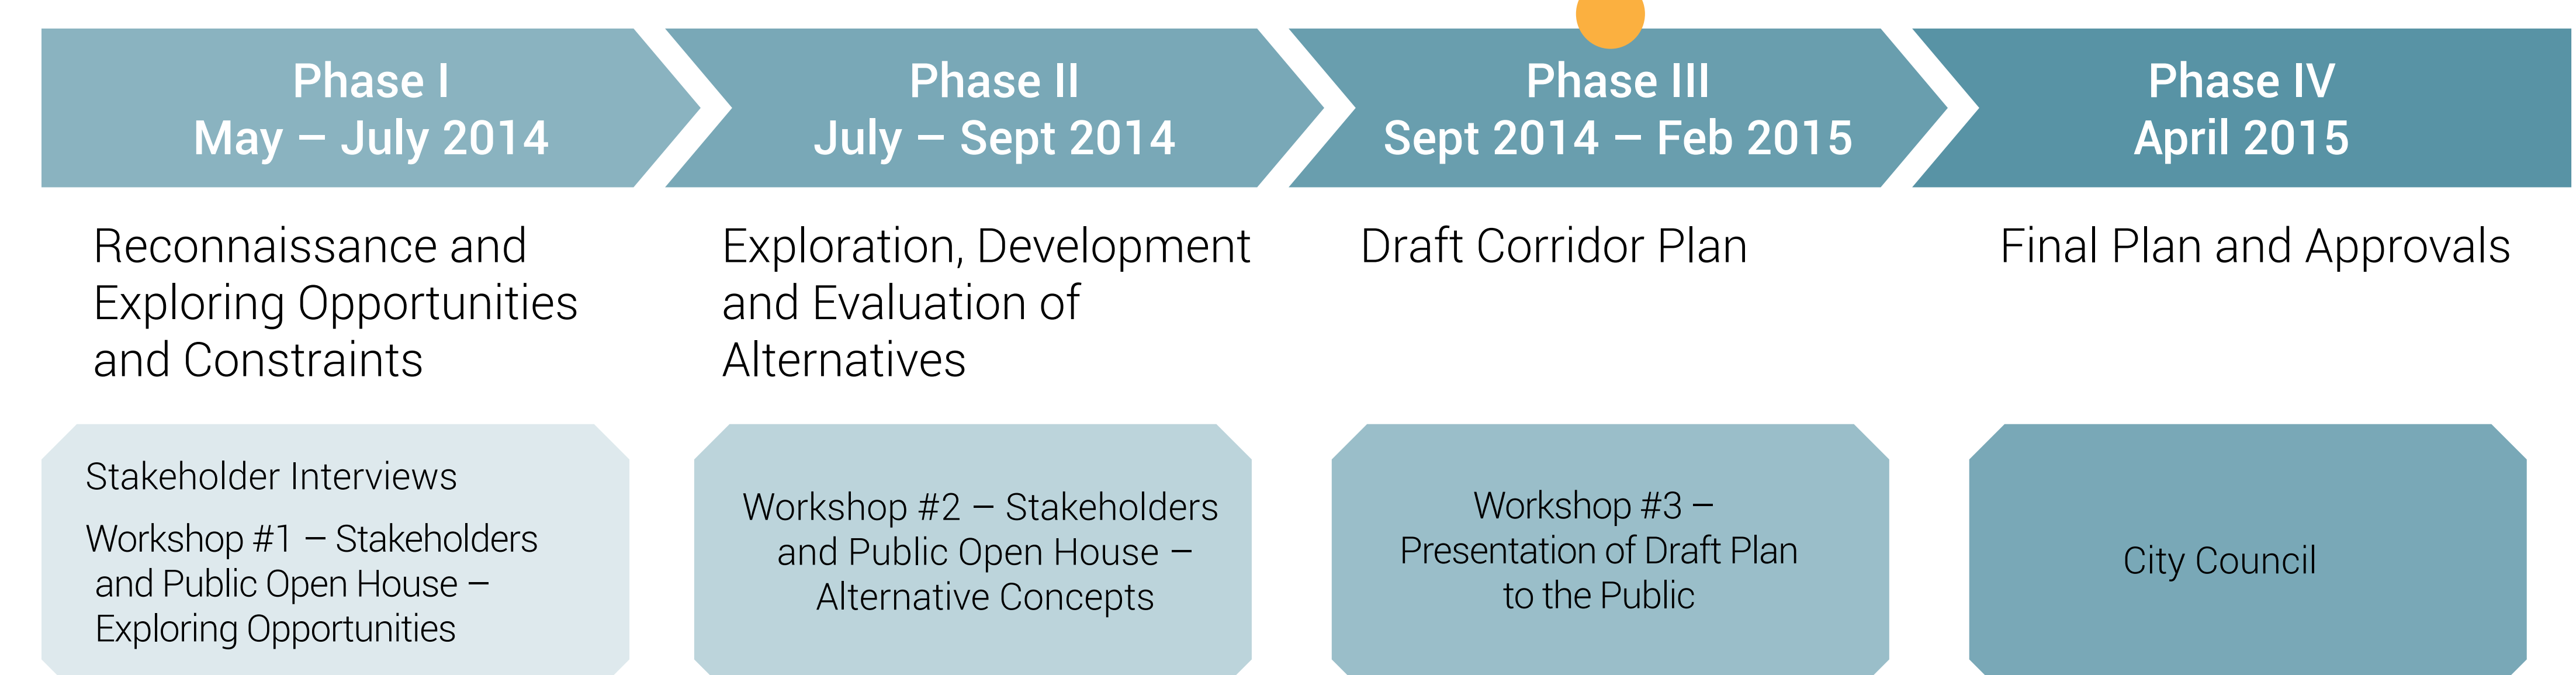 Phase I
May – July 2014
Phase II
July – Sept 2014
Phase III
Sept 2014 – Feb 2015
Phase IV
April 2015
Reconnaissance and
Exploring Opportunities
and Constraints
Exploration, Development
and Evaluation of
Alternatives
Draft Corridor Plan
Final Plan and Approvals
Stakeholder Interviews
Workshop #1 – Stakeholders
and Public Open House –
Exploring Opportunities
Workshop #2 – Stakeholders
and Public Open House –
Alternative Concepts
Workshop #3 –
Presentation of Draft Plan
to the Public
City Council